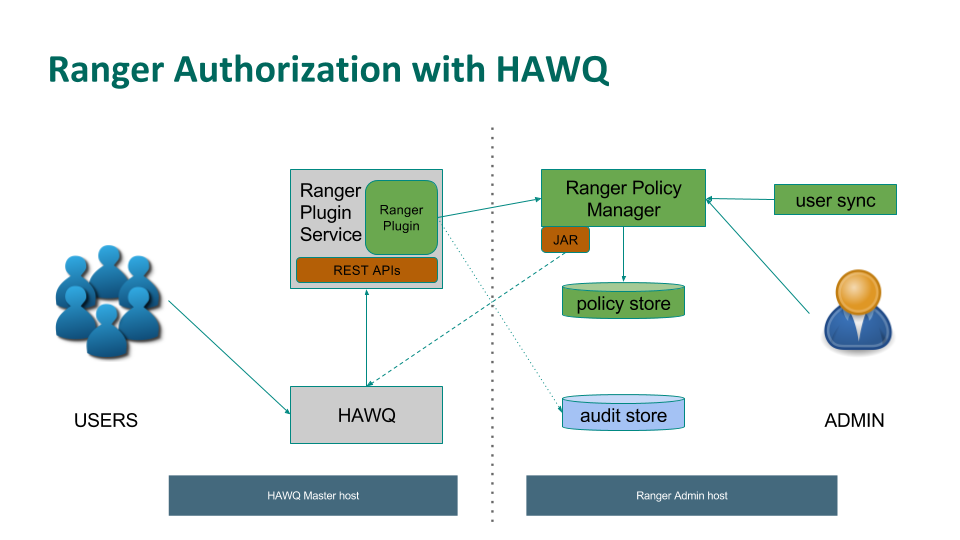 Ranger Authorization with HAWQ
Ranger
Plugin
Service
Ranger
Plugin
REST APIs
Ranger Policy
Manager
JAR
user sync
policy store
HAWQ
audit store
USERS
ADMIN
HAWQ Master host
Ranger Admin host